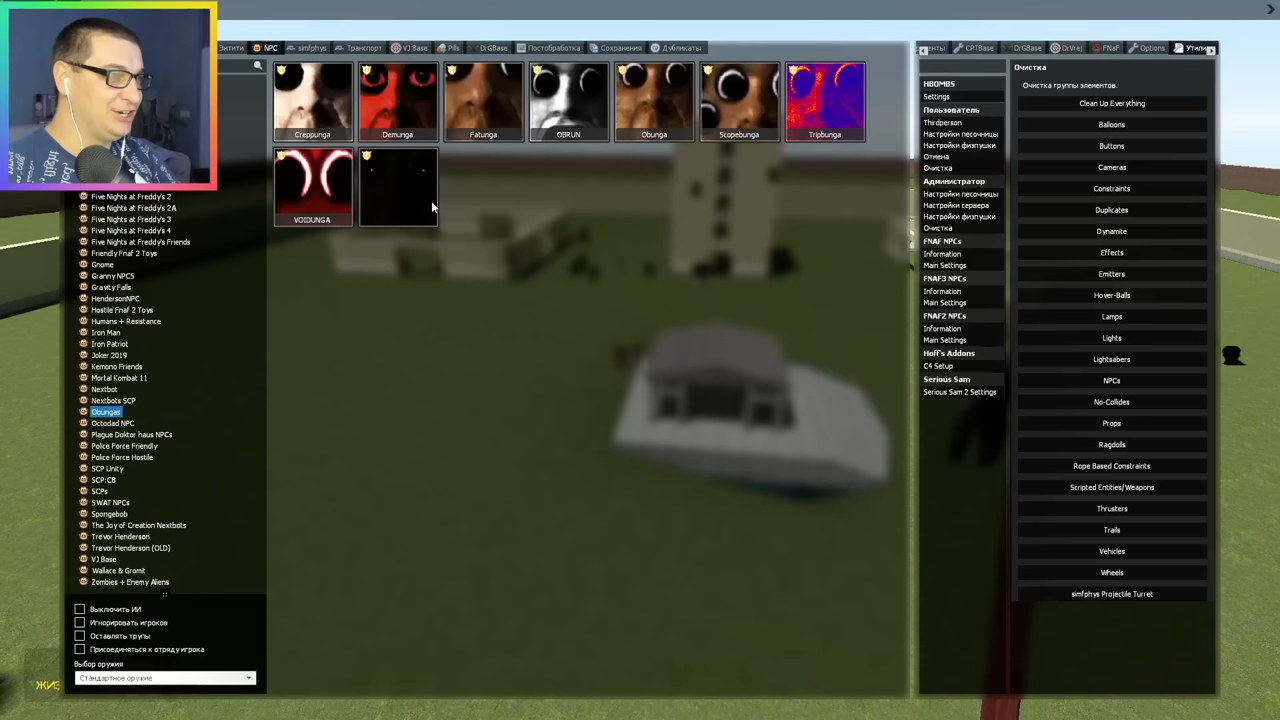 Энтити NPC simfphys Транспорт VJ Base Pills DrGBase Постобработка Сохранения Дубликаты
CPTBase DrGBase DrVrej FNaF Options
Creppunga Demunga Fatunga OBRUN Obunga Scopebunga Tripbunga
VOIDUNGA
Five Nights at Freddy's 2
Five Nights at Freddy's 2A
Five Nights at Freddy's 3
Five Nights at Freddy's 4
Five Nights at Freddy's Friends
Friendly Fnaf 2 Toys
Gnome
Granny NPCS
Gravity Falls
HendersonNPC
Hostile Fnaf 2 Toys
Humans + Resistance
Iron Man
Iron Patriot
Joker 2019
Kemono Friends
Mortal Kombat 11
Nextbot
Nextbots SCP
Obungas
Octodad NPC
Plague Doktor haus NPCs
Police Force Friendly
Police Force Hostile
SCP Unity
SCP:CB
SCPs
SWAT NPCs
Spongebob
The Joy of Creation Nextbots
Trevor Henderson
Trevor Henderson (OLD)
VJ Base
Wallace & Gromit
Zombies + Enemy Aliens
Выключить ИИ
Игнорировать игроков
Оставлять трупы
Присоединяться к отряду игрока
Выбор оружия
Стандартное оружие
HBOMBS
Settings
Пользователь
Thirdperson
Настройки песочницы
Настройки физпушки
Отмена
Очистка
Администратор
Настройки песочницы
Настройки сервера
Настройки физпушки
Очистка
FNAF NPCs
Information
Main Settings
FNAF3 NPCs
Information
Main Settings
FNAF2 NPCs
Information
Main Settings
Hoff's Addons
C4 Setup
Serious Sam
Serious Sam 2 Settings
Очистка
Очистка группы элементов.
Clean Up Everything
Balloons
Buttons
Cameras
Constraints
Duplicates
Dynamite
Effects
Emitters
Hover-Balls
Lamps
Lights
Lightsabers
NPCs
No-Collides
Props
Ragdolls
Rope Based Constraints
Scripted Entities/Weapons
Thrusters
Trails
Vehicles
Wheels
simfphys Projectile Turret